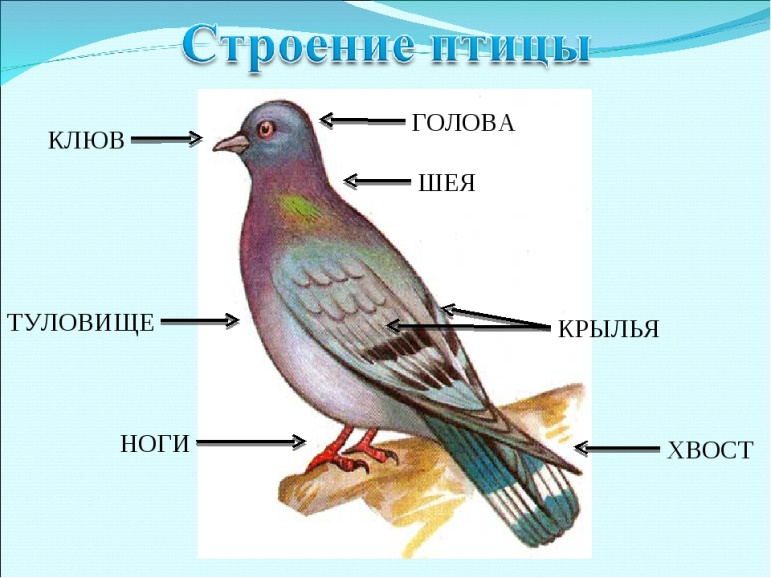 Строение птицы
ГОЛОВА
КЛЮВ
ШЕЯ
ТУЛОВИЩЕ
КРЫЛЬЯ
НОГИ
ХВОСТ